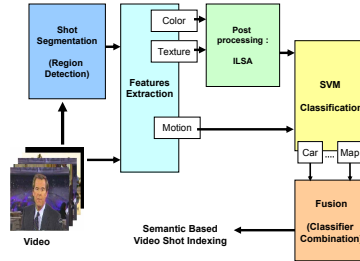 Shot
Segmentation
(Region
Detection)
Features
Extraction
Color
Texture
Motion
Post
processing :
ILSA
SVM
Classification
Car .... Map
Fusion
(Classifier
Combination)
Semantic Based
Video Shot Indexing
Video